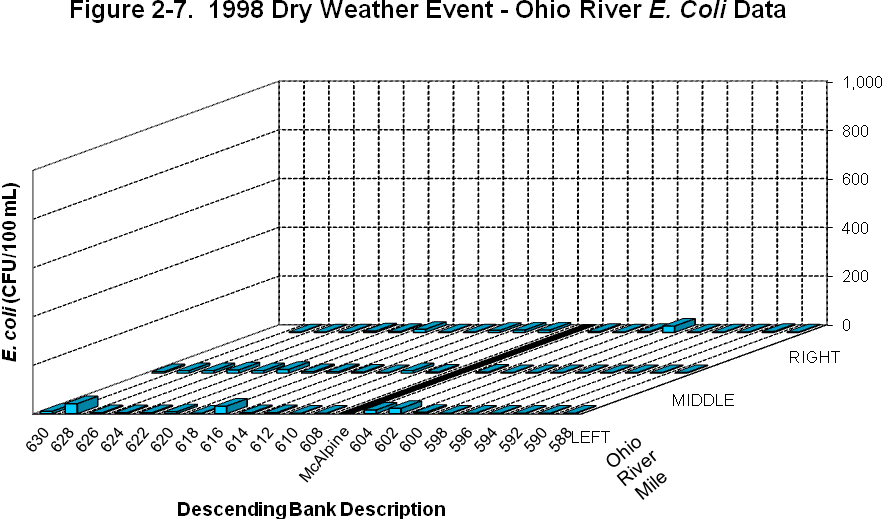 Figure 2-7. 1998 Dry Weather Event - Ohio River E. Coli Data
1,000
800
600
400
200
0
E. coli (CFU/100 mL)
RIGHT
MIDDLE
LEFT
630
628
626
624
622
620
618
616
614
612
610
608
McAlpine
604
602
600
598
596
594
592
590
588
Ohio
River
Mile
Descending Bank Description